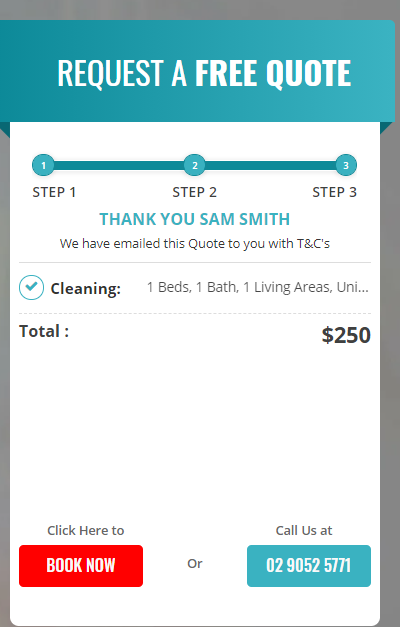 REQUEST A FREE QUOTE
1 2 3
STEP 1 STEP 2 STEP 3
THANK YOU SAM SMITH
We have emailed this Quote to you with T&C's
Cleaning: 1 Beds, 1 Bath, 1 Living Areas, Uni...
Total : $250
Click Here to Call Us at
BOOK NOW Or 02 9052 5771